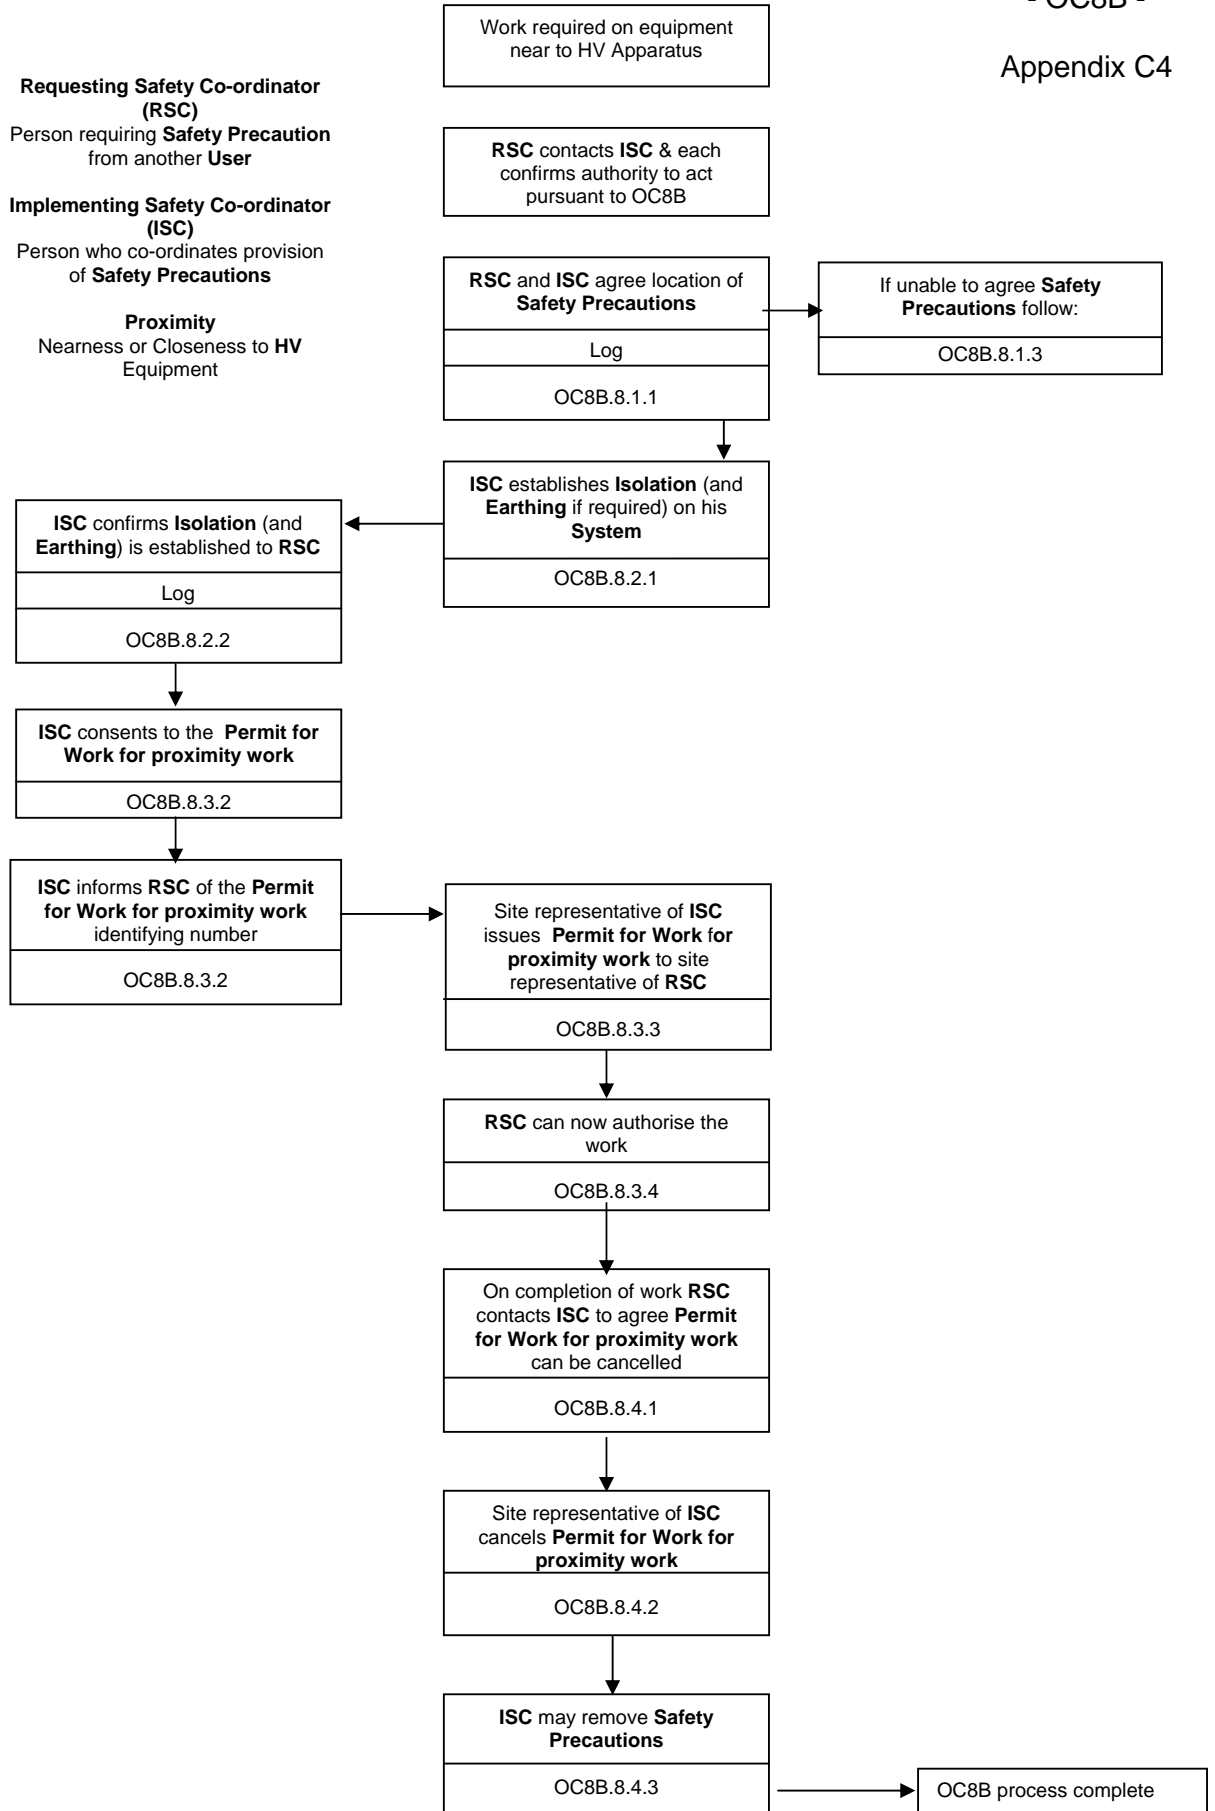 - OC8B -
Appendix C4
Requesting Safety Co-ordinator
(RSC)
Person requiring Safety Precaution
from another User
Implementing Safety Co-ordinator
(ISC)
Person who co-ordinates provision
of Safety Precautions
Proximity
Nearness or Closeness to HV
Equipment
Work required on equipment
near to HV Apparatus
RSC contacts ISC & each
confirms authority to act
pursuant to OC8B
RSC and ISC agree location of
Safety Precautions
Log
OC8B.8.1.1
If unable to agree Safety
Precautions follow:
OC8B.8.1.3
ISC establishes Isolation (and
Earthing if required) on his
System
OC8B.8.2.1
ISC confirms Isolation (and
Earthing) is established to RSC
Log
OC8B.8.2.2
ISC consents to the Permit for
Work for proximity work
OC8B.8.3.2
ISC informs RSC of the Permit
for Work for proximity work
identifying number
OC8B.8.3.2
Site representative of ISC
issues Permit for Work for
proximity work to site
representative of RSC
OC8B.8.3.3
RSC can now authorise the
work
OC8B.8.3.4
On completion of work RSC
contacts ISC to agree Permit
for Work for proximity work
can be cancelled
OC8B.8.4.1
Site representative of ISC
cancels Permit for Work for
proximity work
OC8B.8.4.2
ISC may remove Safety
Precautions
OC8B.8.4.3
OC8B process complete